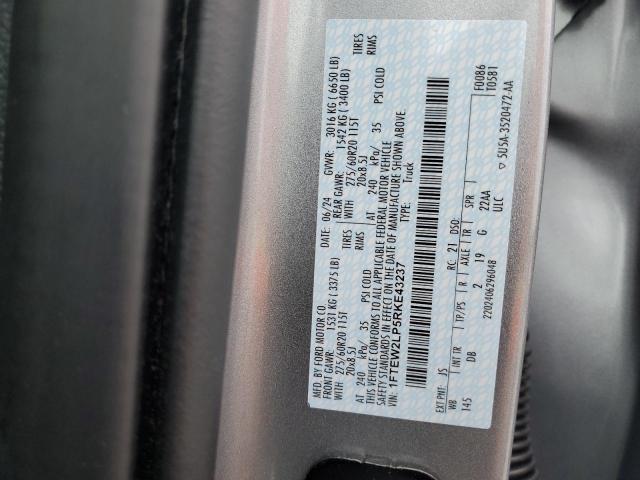 MFD. BY FORD MOTOR CO.
DATE: 06/24 GVWR: 3016 KG ( 6650 LB)
FRONT GAWR: 1531 KG ( 3375 LB) REAR GAWR: 1542 KG ( 3400 LB)
WITH 275/60R20 115T TIRES WITH 275/60R20 115T TIRES
20x8.5J RIMS 20x8.5J RIMS
AT 240 kPa/ 35 PSI COLD AT 240 kPa/ 35 PSI COLD
THIS VEHICLE CONFORMS TO ALL APPLICABLE FEDERAL MOTOR VEHICLE
SAFETY STANDARDS IN EFFECT ON THE DATE OF MANUFACTURE SHOWN ABOVE.
VIN: 1FTEW2LP5RKE43237 TYPE: Truck
F0086
T0581
EXT PNT: JS RC: 21 DSO:
WB INT TR TP/PS R AXLE TR SPR
145 DB 2 19 G 22AA
ULC
2202406296048 5U5A-3520472-AA